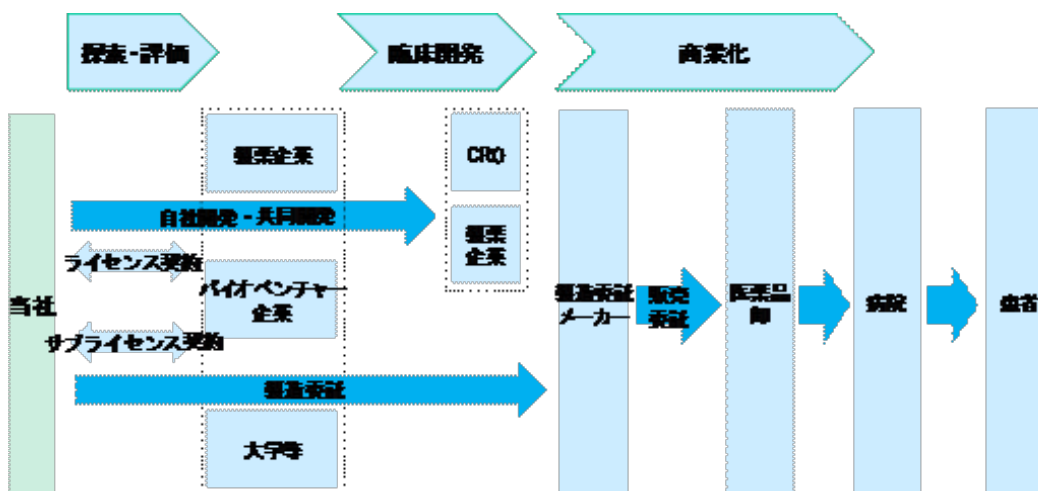 探索・評価
臨床開発
商業化
製薬企業
CRO
自社開発・共同開発
製薬
企業
ライセンス契約
バイオベンチャー
企業
当社
製造委託
メーカー
販売
委託
医薬品
卸
病院
患者
サブライセンス契約
製造委託
大学等